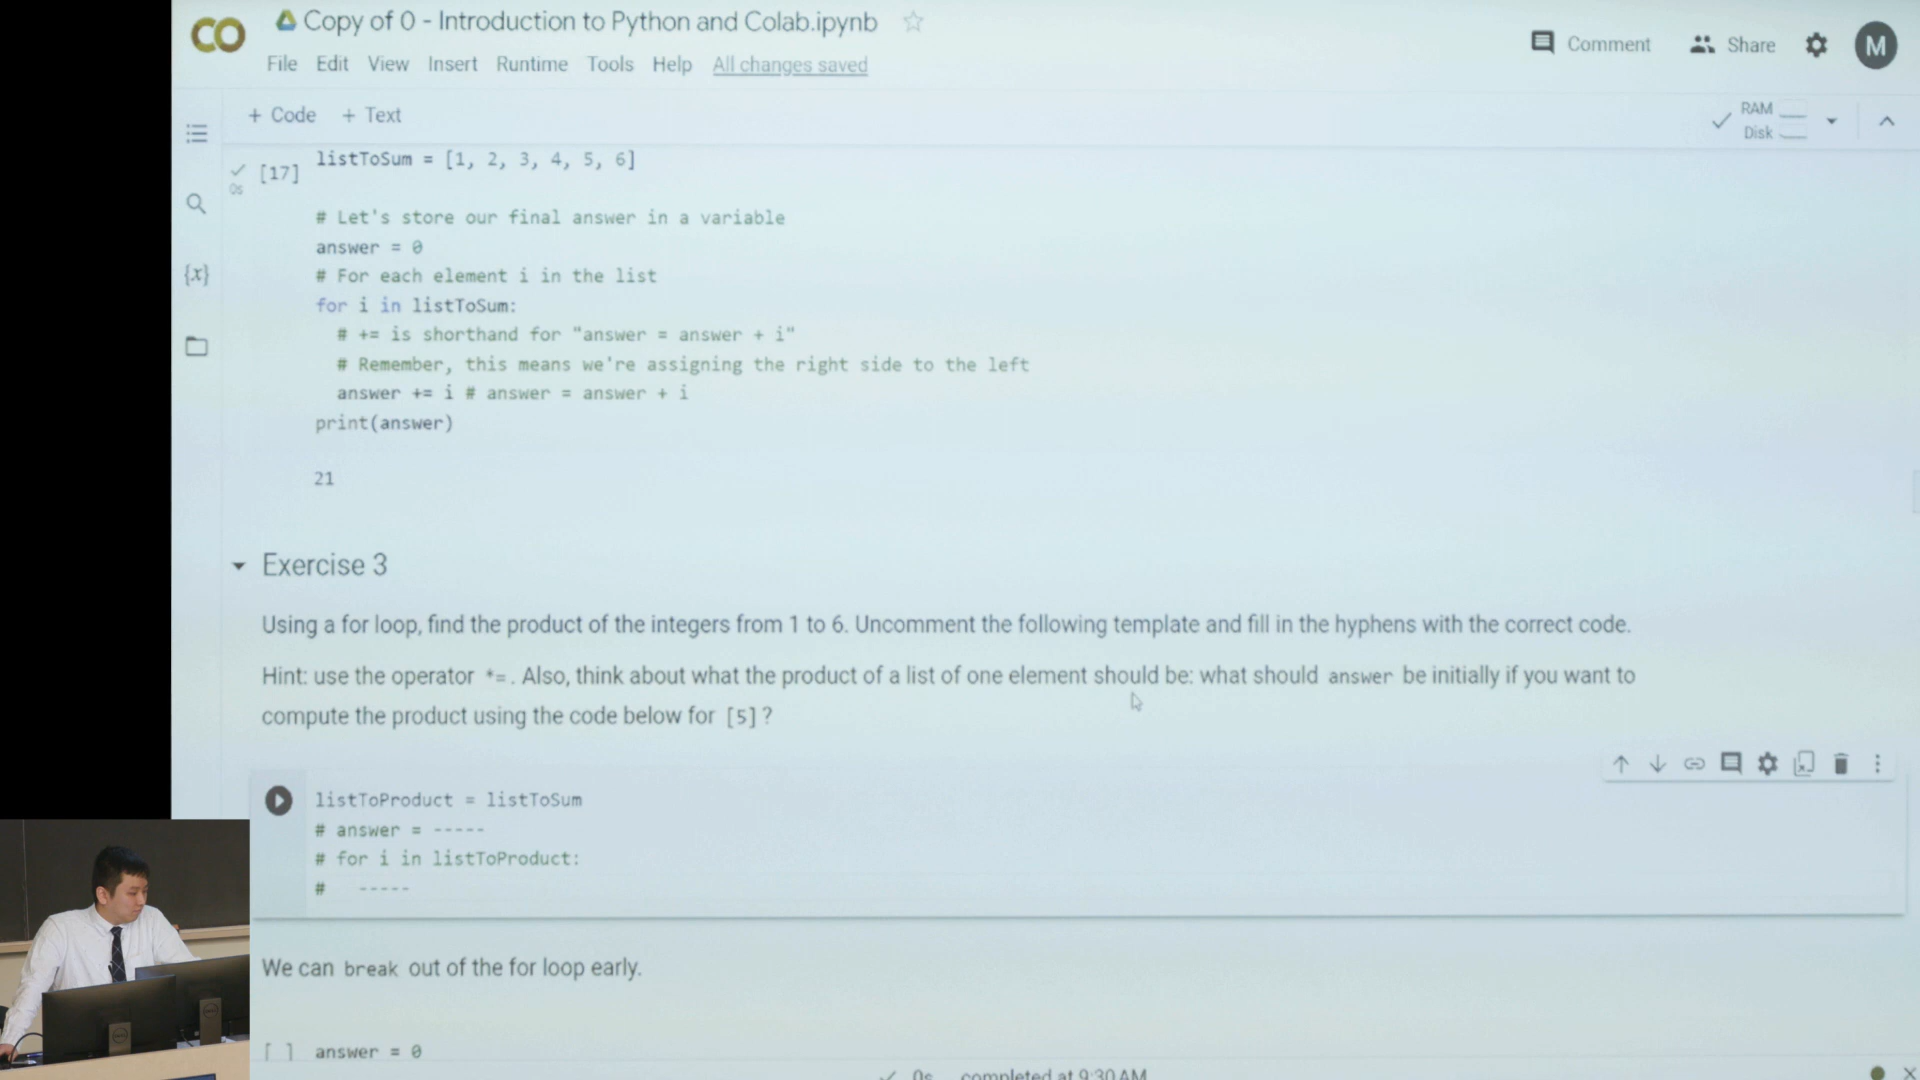 CO
Copy of 0 - Introduction to Python and Colab.ipynb
File Edit View Insert Runtime Tools Help All changes saved
Comment Share M
+ Code + Text
RAM
Disk
listToSum = [1, 2, 3, 4, 5, 6]
[17]
0s
# Let's store our final answer in a variable
answer = 0
# For each element i in the list
for i in listToSum:
# += is shorthand for "answer = answer + i"
# Remember, this means we're assigning the right side to the left
answer += i # answer = answer + i
print(answer)
{x}
21
Exercise 3
Using a for loop, find the product of the integers from 1 to 6. Uncomment the following template and fill in the hyphens with the correct code.
Hint: use the operator *= . Also, think about what the product of a list of one element should be: what should answer be initially if you want to
compute the product using the code below for [5] ?
listToProduct = listToSum
# answer = -----
# for i in listToProduct:
# -----
We can break out of the for loop early.
[ ] answer = 0
0s completed at 9:30 AM